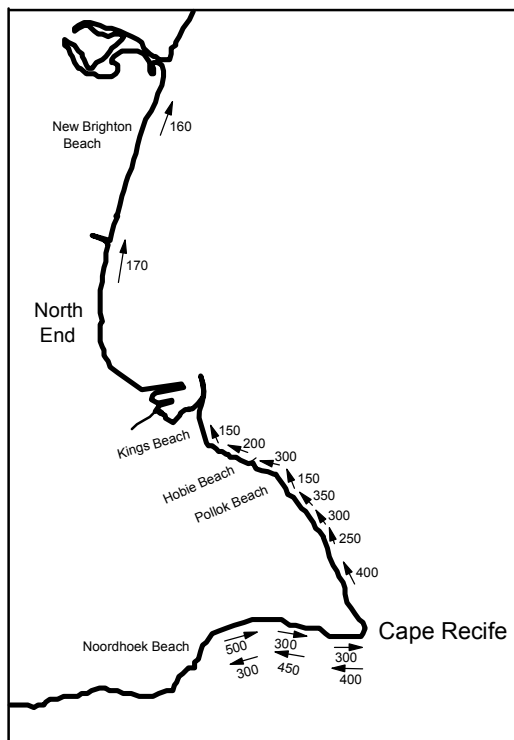 New Brighton
Beach
160
170
North
End
Kings Beach
150
200
300
Hobie Beach
150
Pollok Beach
350
300
250
400
Cape Recife
Noordhoek Beach
500
300
300
300
450
400